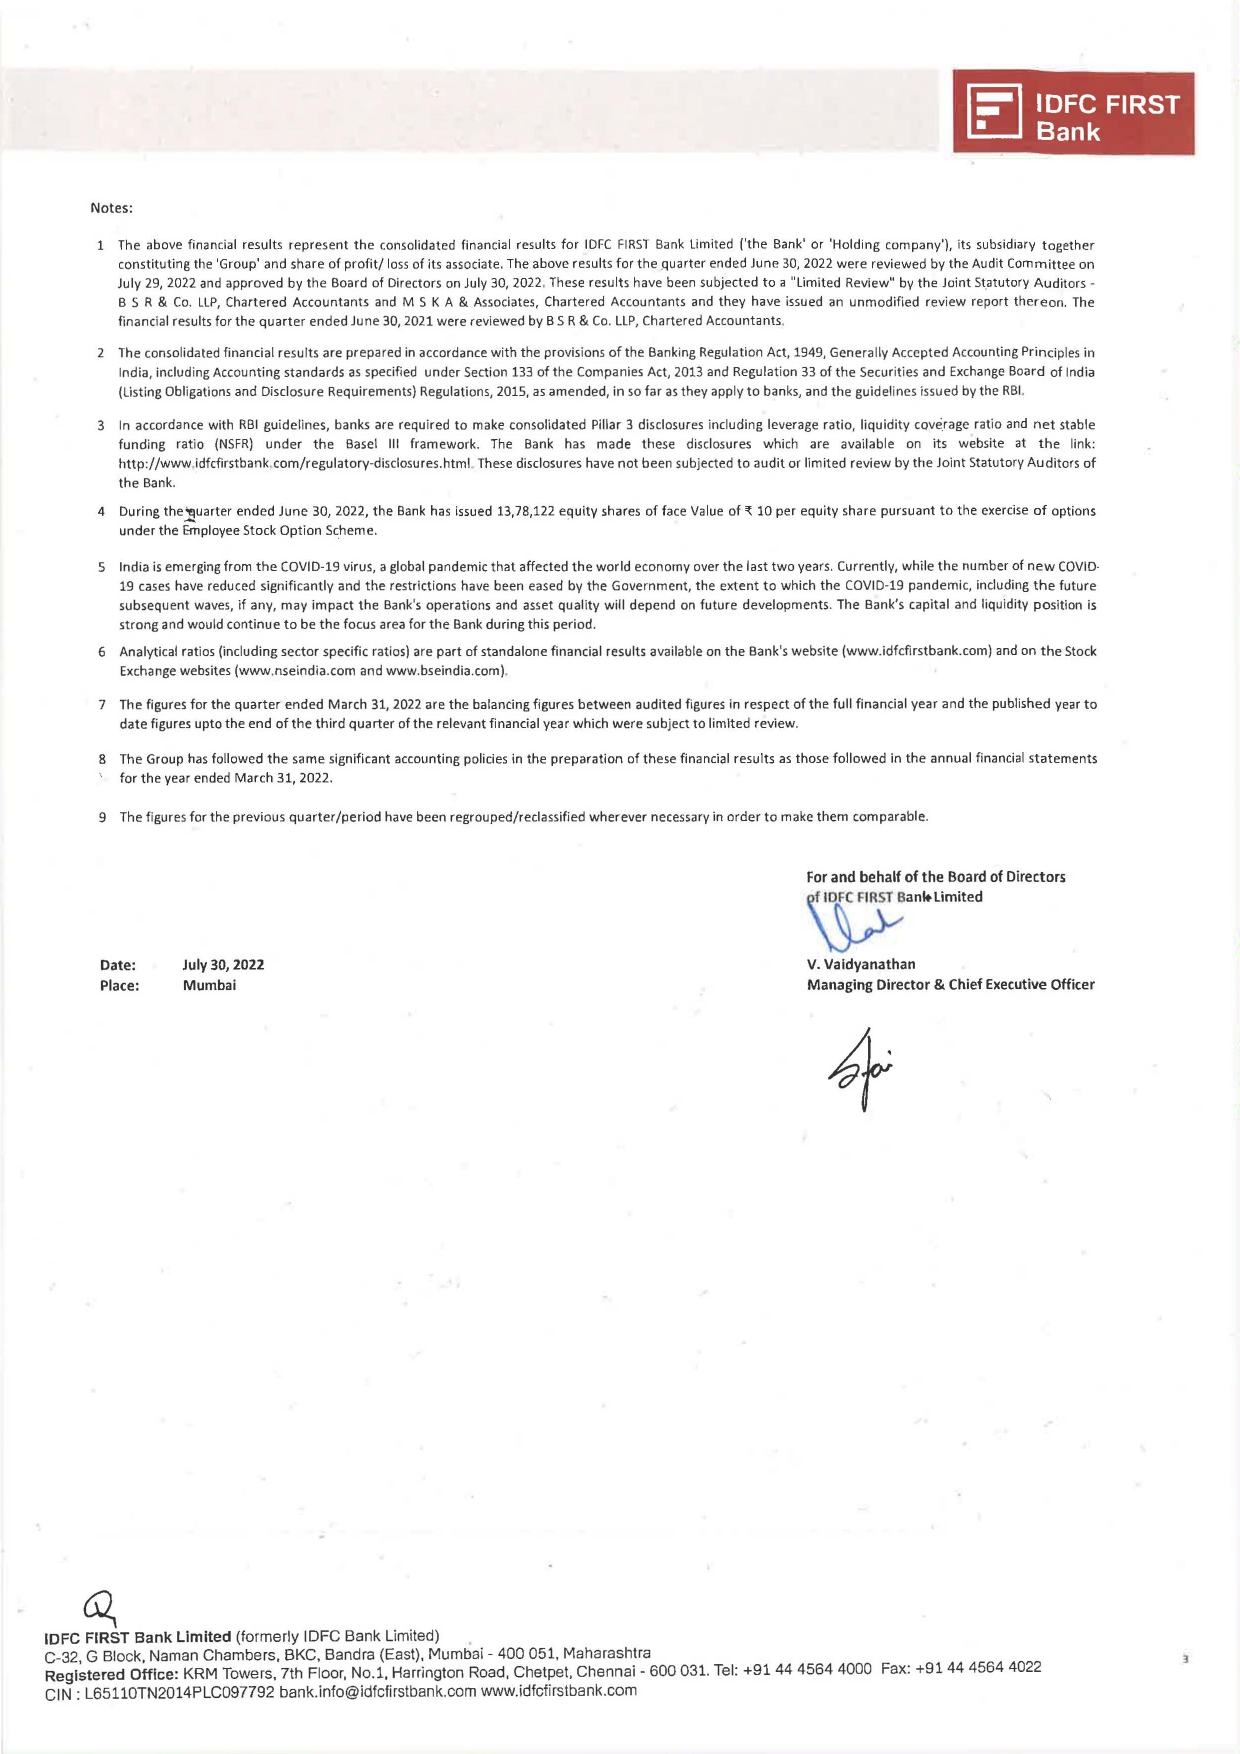 IDFC FIRST
Bank
Notes:
1 The above financial results represent the consolidated financial results for IDFC FIRST Bank Limited ('the Bank' or 'Holding company'), its subsidiary together
constituting the 'Group' and share of profit/ loss of its associate. The above results for the quarter ended June 30, 2022 were reviewed by the Audit Committee on
July 29, 2022 and approved by the Board of Directors on July 30, 2022. These results have been subjected to a "Limited Review" by the Joint Statutory Auditors -
B S R & Co. LLP, Chartered Accountants and M S K A & Associates, Chartered Accountants and they have issued an unmodified review report thereon. The
financial results for the quarter ended June 30, 2021 were reviewed by B S R & Co. LLP, Chartered Accountants.
2 The consolidated financial results are prepared in accordance with the provisions of the Banking Regulation Act, 1949, Generally Accepted Accounting Principles in
India, including Accounting standards as specified under Section 133 of the Companies Act, 2013 and Regulation 33 of the Securities and Exchange Board of India
(Listing Obligations and Disclosure Requirements) Regulations, 2015, as amended, in so far as they apply to banks, and the guidelines issued by the RBI.
3 In accordance with RBI guidelines, banks are required to make consolidated Pillar 3 disclosures including leverage ratio, liquidity coverage ratio and net stable
funding ratio (NSFR) under the Basel III framework. The Bank has made these disclosures which are available on its website at the link:
http://www.idfcfirstbank.com/regulatory-disclosures.html. These disclosures have not been subjected to audit or limited review by the Joint Statutory Auditors of
the Bank.
4 During the quarter ended June 30, 2022, the Bank has issued 13,78,122 equity shares of face Value of ₹ 10 per equity share pursuant to the exercise of options
under the Employee Stock Option Scheme.
5 India is emerging from the COVID-19 virus, a global pandemic that affected the world economy over the last two years. Currently, while the number of new COVID-
19 cases have reduced significantly and the restrictions have been eased by the Government, the extent to which the COVID-19 pandemic, including the future
subsequent waves, if any, may impact the Bank's operations and asset quality will depend on future developments. The Bank's capital and liquidity position is
strong and would continue to be the focus area for the Bank during this period.
6 Analytical ratios (including sector specific ratios) are part of standalone financial results available on the Bank's website (www.idfcfirstbank.com) and on the Stock
Exchange websites (www.nseindia.com and www.bseindia.com).
7 The figures for the quarter ended March 31, 2022 are the balancing figures between audited figures in respect of the full financial year and the published year to
date figures upto the end of the third quarter of the relevant financial year which were subject to limited review.
8 The Group has followed the same significant accounting policies in the preparation of these financial results as those followed in the annual financial statements
for the year ended March 31, 2022.
9 The figures for the previous quarter/period have been regrouped/reclassified wherever necessary in order to make them comparable.
For and behalf of the Board of Directors
of IDFC FIRST Bank Limited
Date: July 30, 2022
Place: Mumbai
V. Vaidyanathan
Managing Director & Chief Executive Officer
IDFC FIRST Bank Limited (formerly IDFC Bank Limited)
C-32, G Block, Naman Chambers, BKC, Bandra (East), Mumbai - 400 051, Maharashtra
Registered Office: KRM Towers, 7th Floor, No.1, Harrington Road, Chetpet, Chennai - 600 031. Tel: +91 44 4564 4000 Fax: +91 44 4564 4022
CIN : L65110TN2014PLC097792 bank.info@idfcfirstbank.com www.idfcfirstbank.com
3